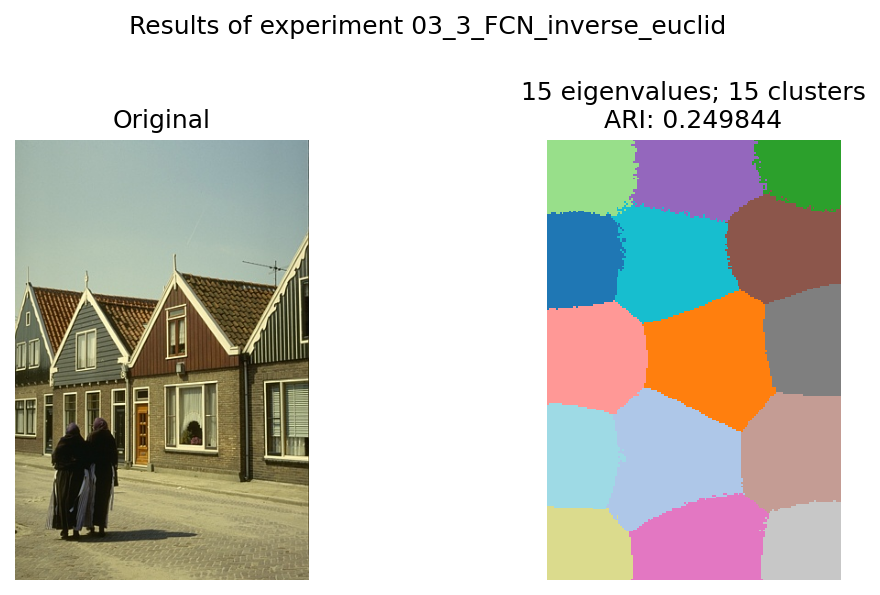 Results of experiment 03_3_FCN_inverse_euclid
Original
15 eigenvalues; 15 clusters
ARI: 0.249844